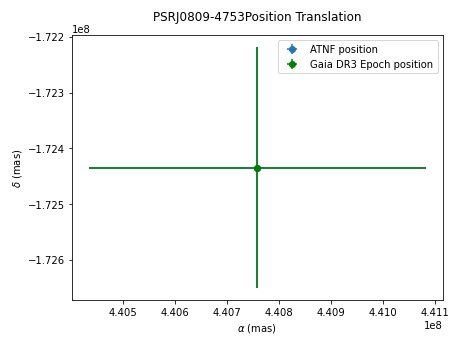 PSRJ0809-4753Position Translation
1e8
−1.722
−1.723
−1.724
−1.725
−1.726
δ (mas)
ATNF position
Gaia DR3 Epoch position
4.405 4.406 4.407 4.408 4.409 4.410 4.411
1e8
α (mas)